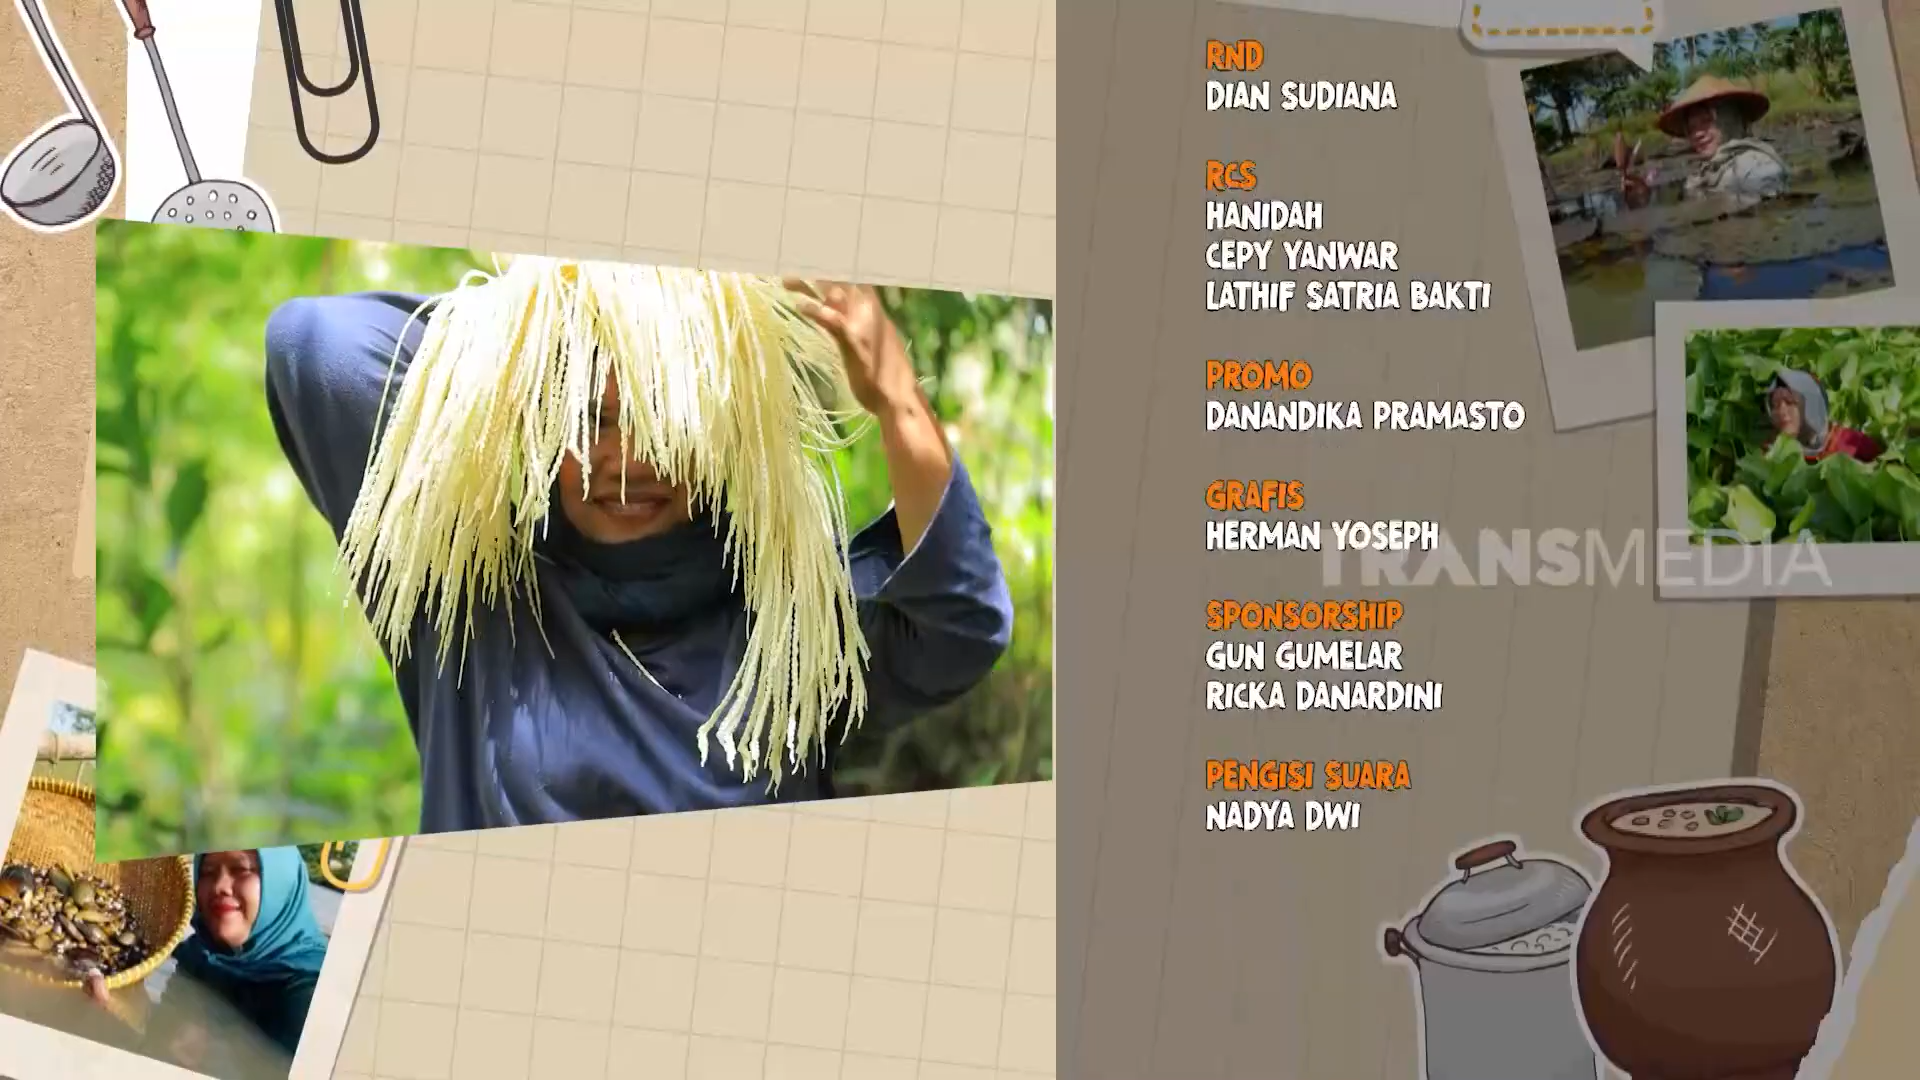 RND
DIAN SUDIANA
RCS
HANIDAH
CEPY YANWAR
LATHIF SATRIA BAKTI
PROMO
DANANDIKA PRAMASTO
GRAFIS
HERMAN YOSEPH
TRANSMEDIA
SPONSORSHIP
GUN GUMELAR
RICKA DANARDINI
PENGISI SUARA
NADYA DWI